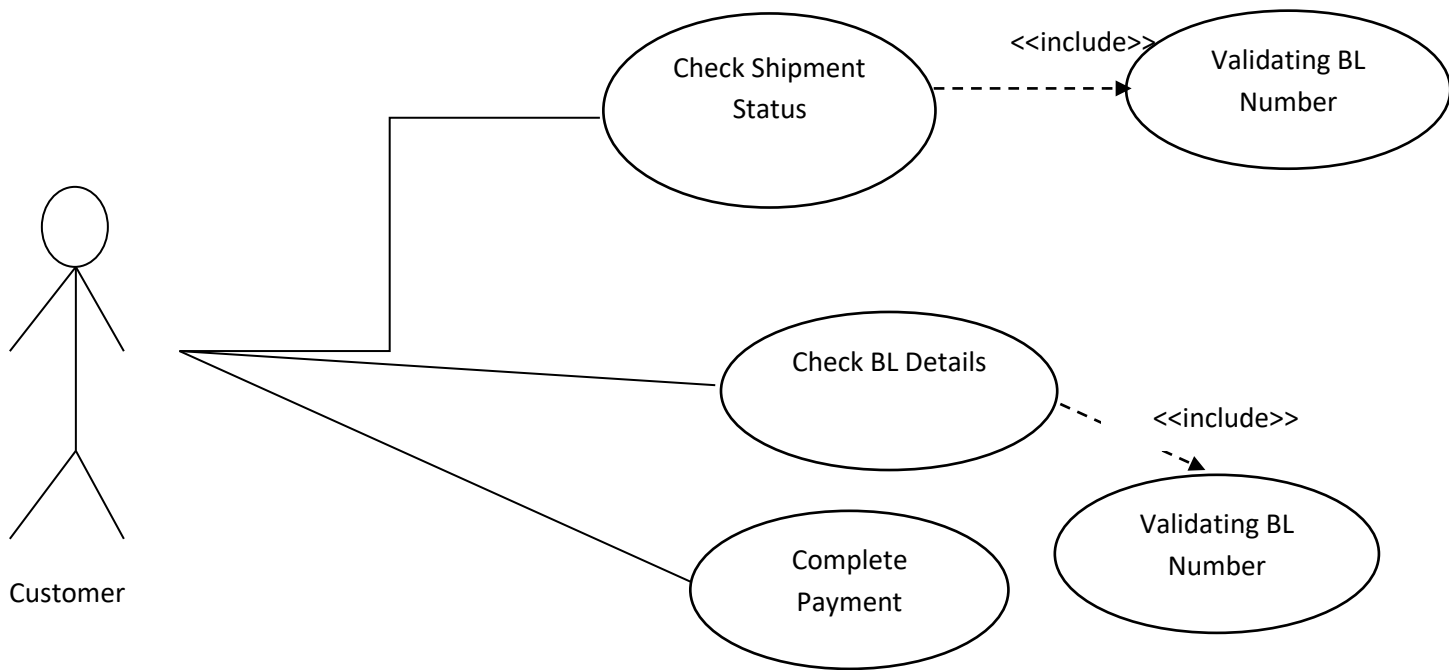 <<include>>
Check Shipment
Status
Validating BL
Number
Check BL Details
<<include>>
Validating BL
Number
Complete
Payment
Customer